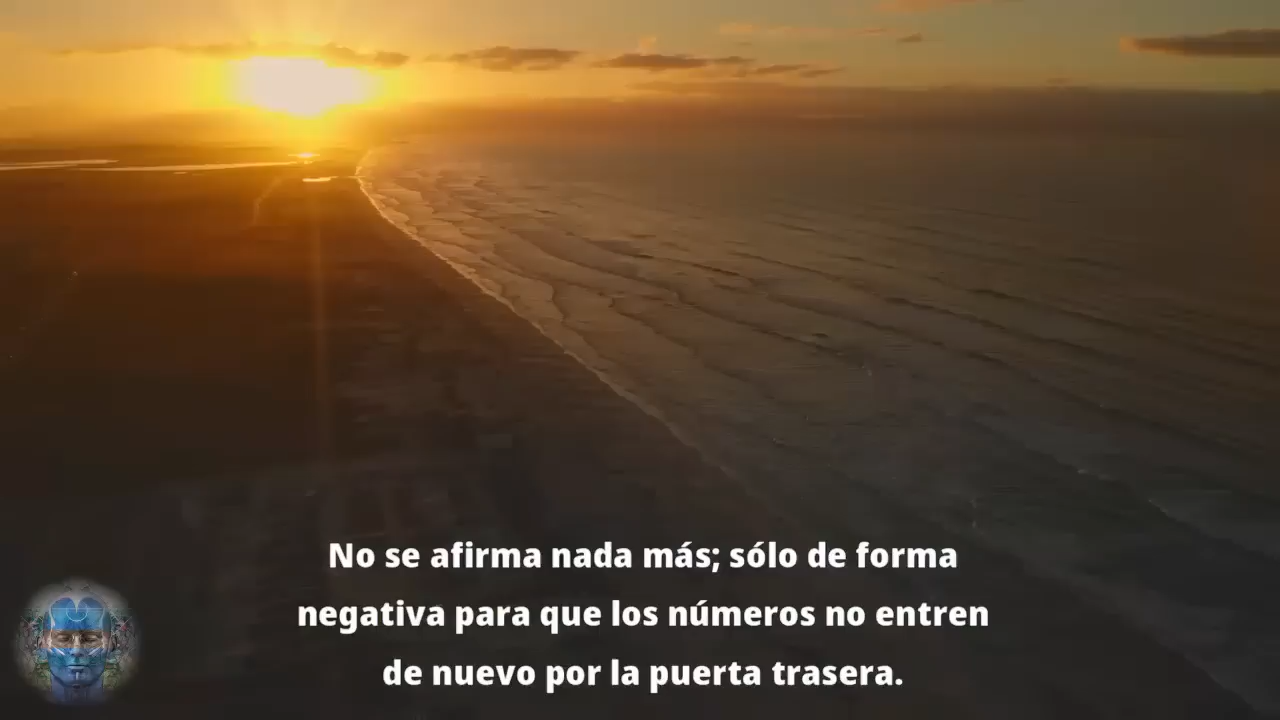 No se afirma nada más; sólo de forma
negativa para que los números no entren
de nuevo por la puerta trasera.